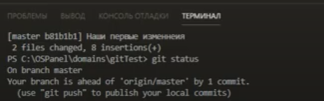 ПРОБЛЕМЫ ВЫВОД КОНСОЛЬ ОТЛАДКИ ТЕРМИНАЛ
[master b81b1b1] Наши первые изменнеия
2 files changed, 8 insertions(+)
PS C:\OSPanel\domains\gitTest> git status
On branch master
Your branch is ahead of 'origin/master' by 1 commit.
(use "git push" to publish your local commits)